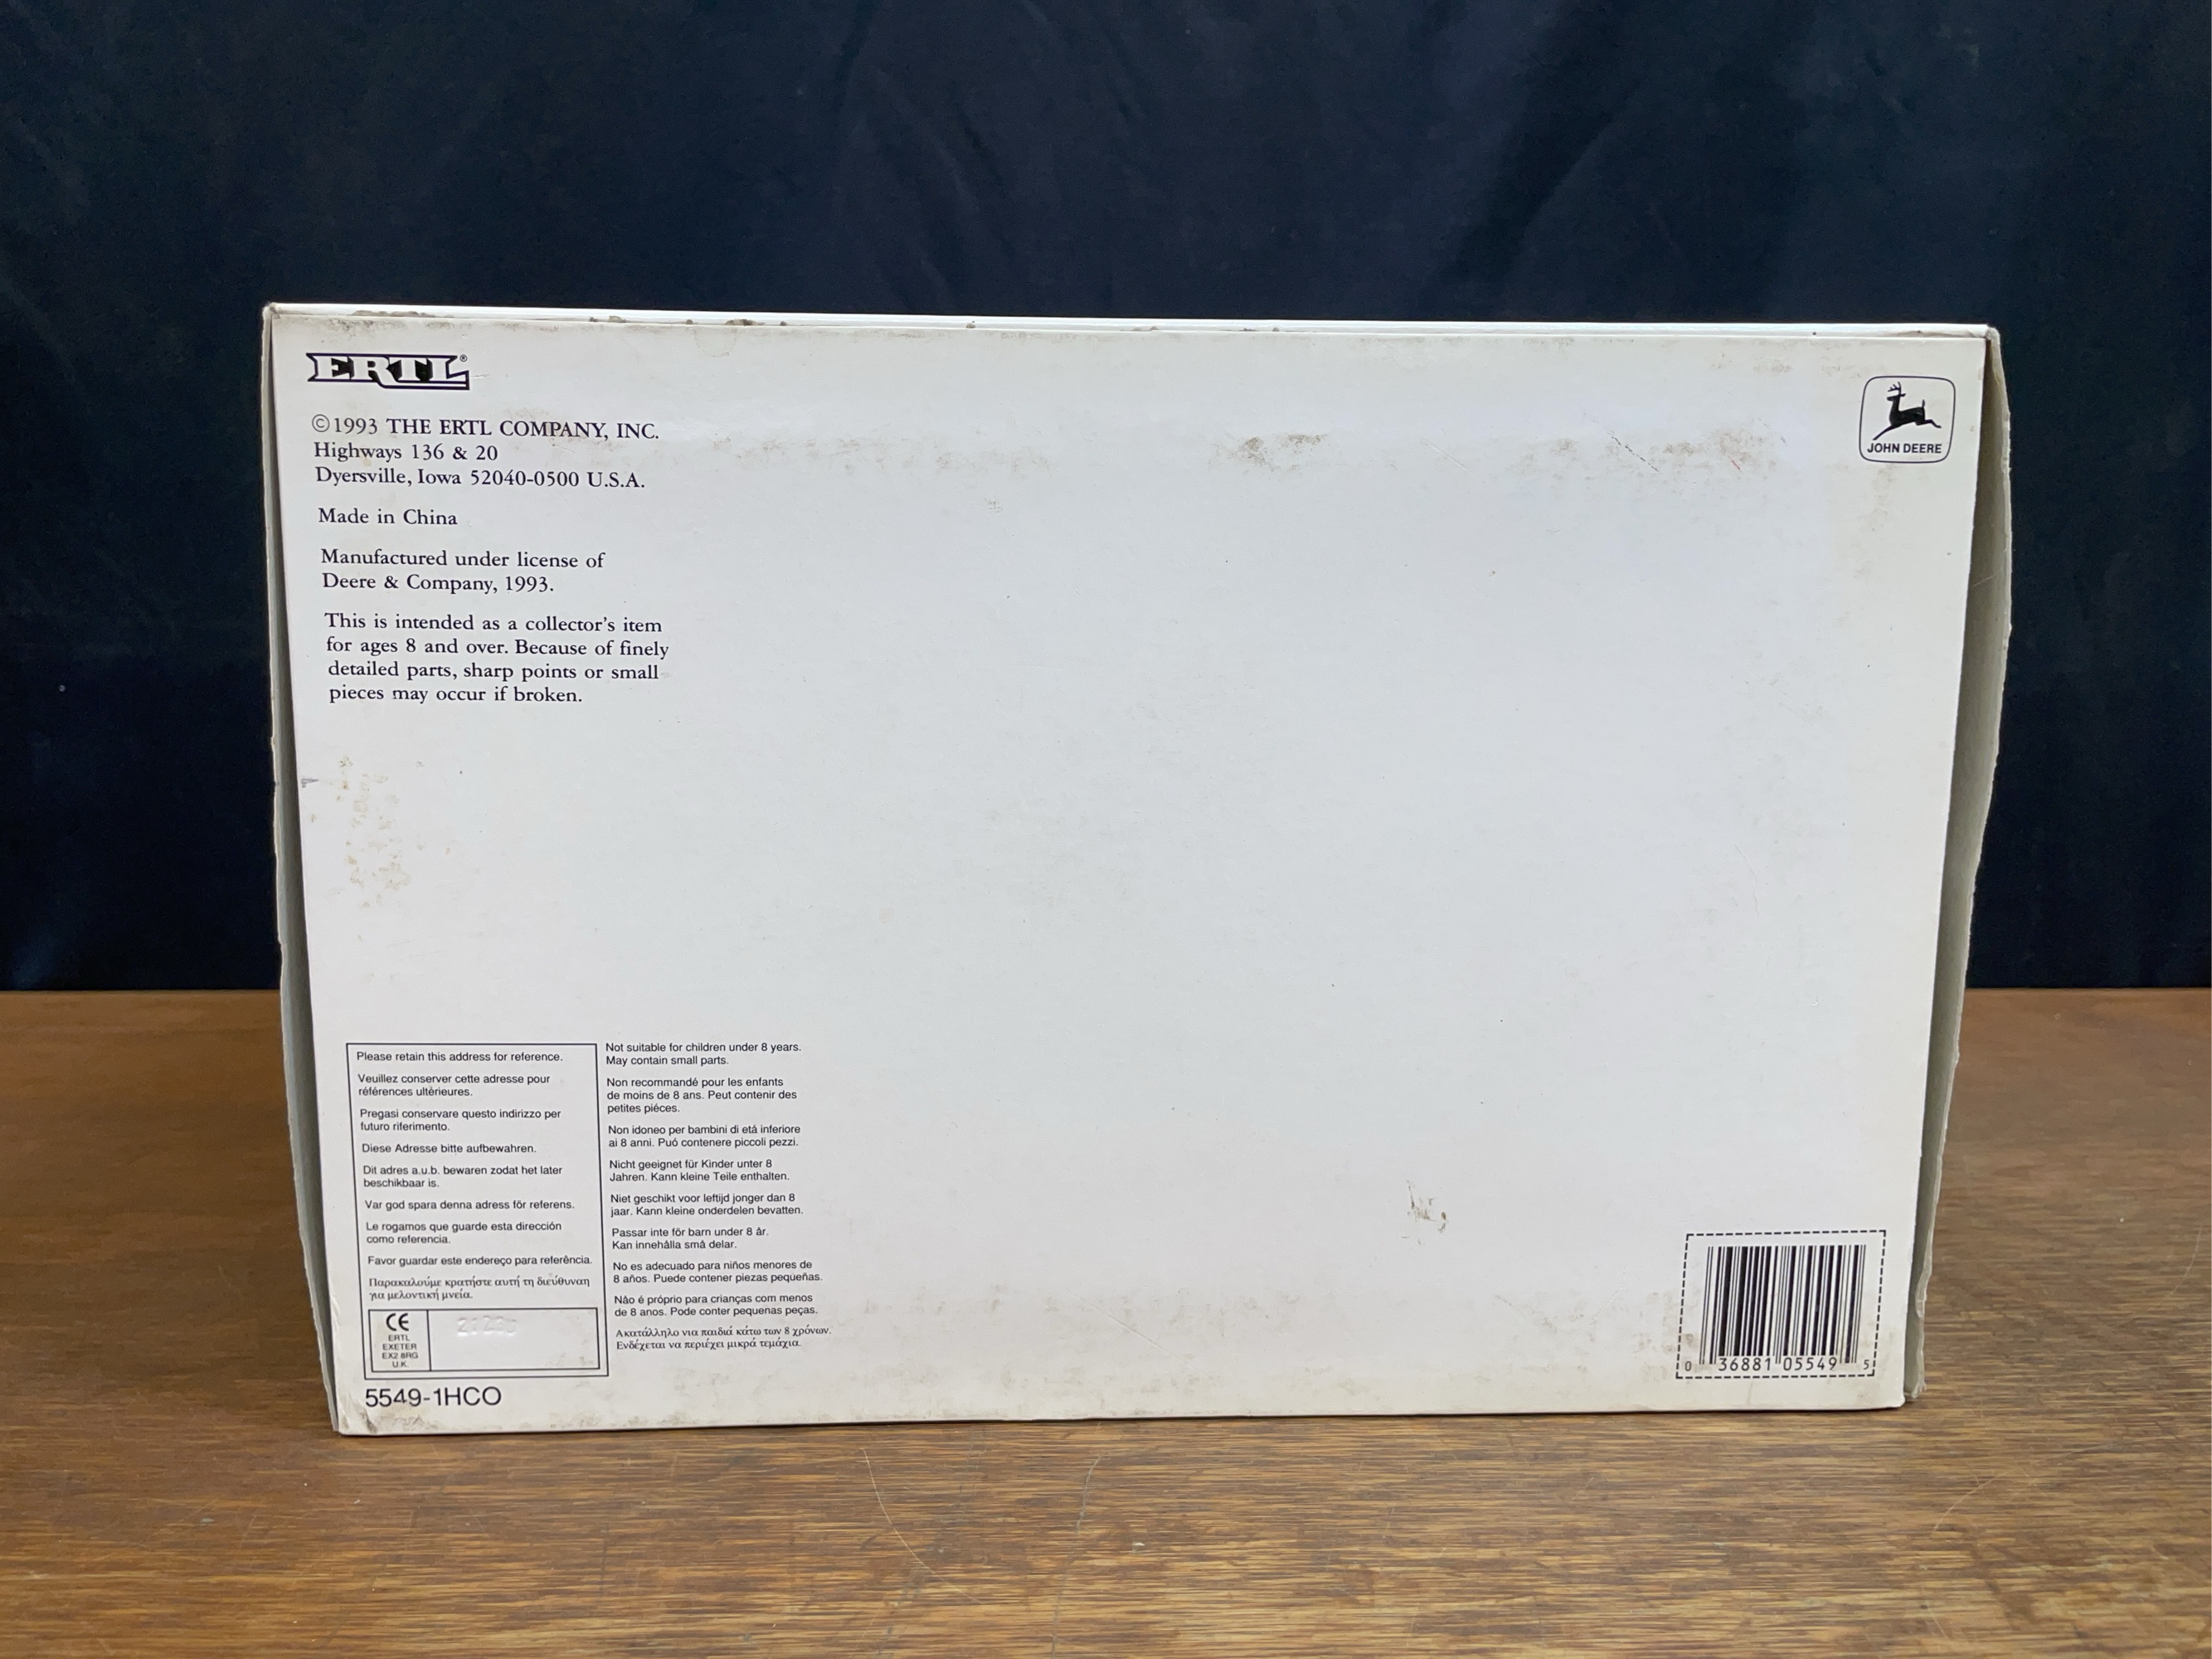 ERTL®
©1993 THE ERTL COMPANY, INC.
Highways 136 & 20
Dyersville, Iowa 52040-0500 U.S.A.
Made in China
Manufactured under license of
Deere & Company, 1993.
This is intended as a collector's item
for ages 8 and over. Because of finely
detailed parts, sharp points or small
pieces may occur if broken.
JOHN DEERE
Please retain this address for reference.
Veuillez conserver cette adresse pour
références ultèrieures.
Pregasi conservare questo indirizzo per
futuro riferimento.
Diese Adresse bitte aufbewahren.
Dit adres a.u.b. bewaren zodat het later
beschikbaar is.
Var god spara denna adress för referens.
Le rogamos que guarde esta dirección
como referencia.
Favor guardar este endereço para referência.
Παρακαλούμε κρατήστε αυτή τη διεύθυναη
για μελοντική μνεία.
CE
ERTL
EXETER
EX2 8RG
U.K.
5549-1HCO
Not suitable for children under 8 years.
May contain small parts.
Non recommandé pour les enfants
de moins de 8 ans. Peut contenir des
petites piéces.
Non idoneo per bambini di etá inferiore
ai 8 anni. Puó contenere piccoli pezzi.
Nicht geeignet für Kinder unter 8
Jahren. Kann kleine Teile enthalten.
Niet geschikt voor leftijd jonger dan 8
jaar. Kann kleine onderdelen bevatten.
Passar inte för barn under 8 år.
Kan innehålla små delar.
No es adecuado para niños menores de
8 años. Puede contener piezas pequeñas.
Não é próprio para crianças com menos
de 8 anos. Pode conter pequenas peças.
Ακατάλληλο νια παιδιά κάτω των 8 χρόνων.
Ενδέχεται να περιέχει μικρά τεμάχια.
0 36881 05549 5